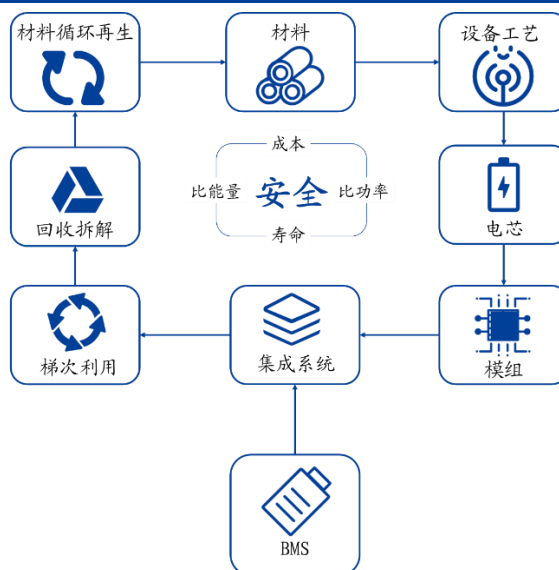 材料循环再生
材料
设备工艺
成本
比能量
安全
比功率
寿命
回收拆解
电芯
梯次利用
集成系统
模组
BMS